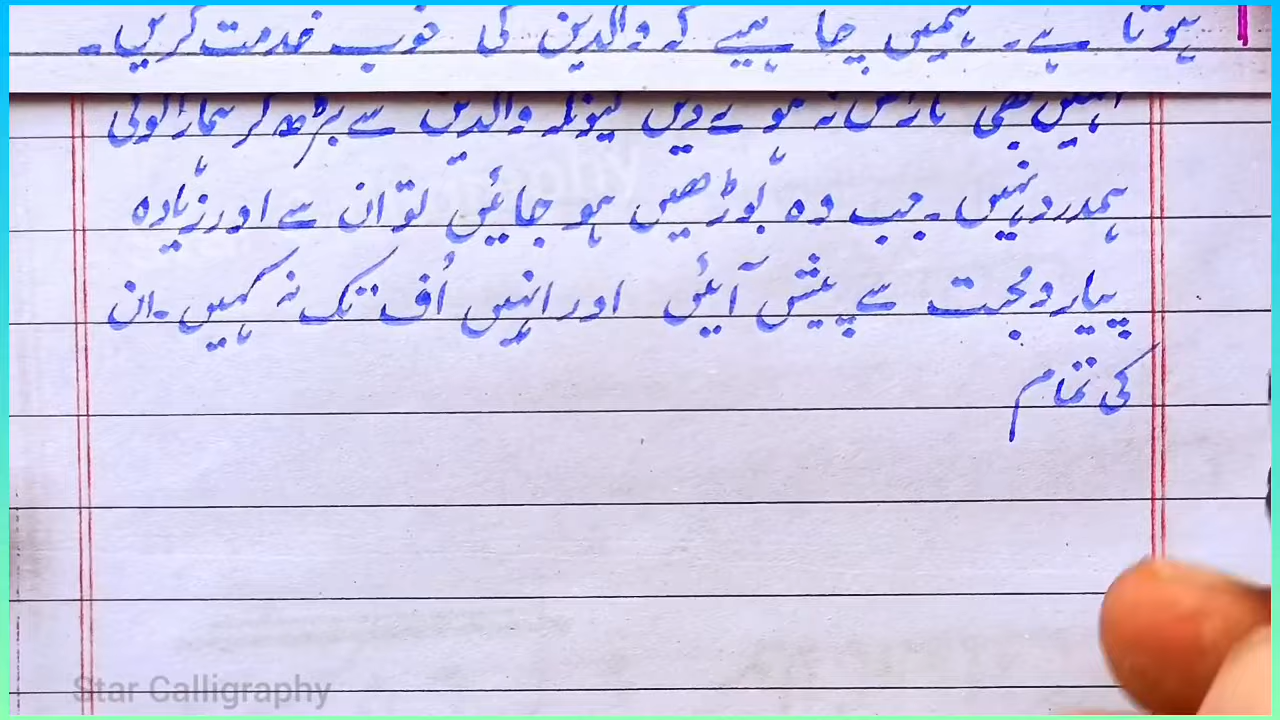 ہوتا ہے۔ ہمیں چاہیے کہ والدین کی خوب خدمت کریں۔
انہیں بھی ناراض نہ ہونے دیں کیونکہ والدین سے بڑھ کر ہمارا کوئی
ہمدرد نہیں۔ جب وہ بوڑھیں ہو جائیں تو ان سے اور زیادہ
پیار و محبت سے پیش آئیں اور انہیں اُف تک نہ کہیں۔ ان
کی تمام
Star Calligraphy